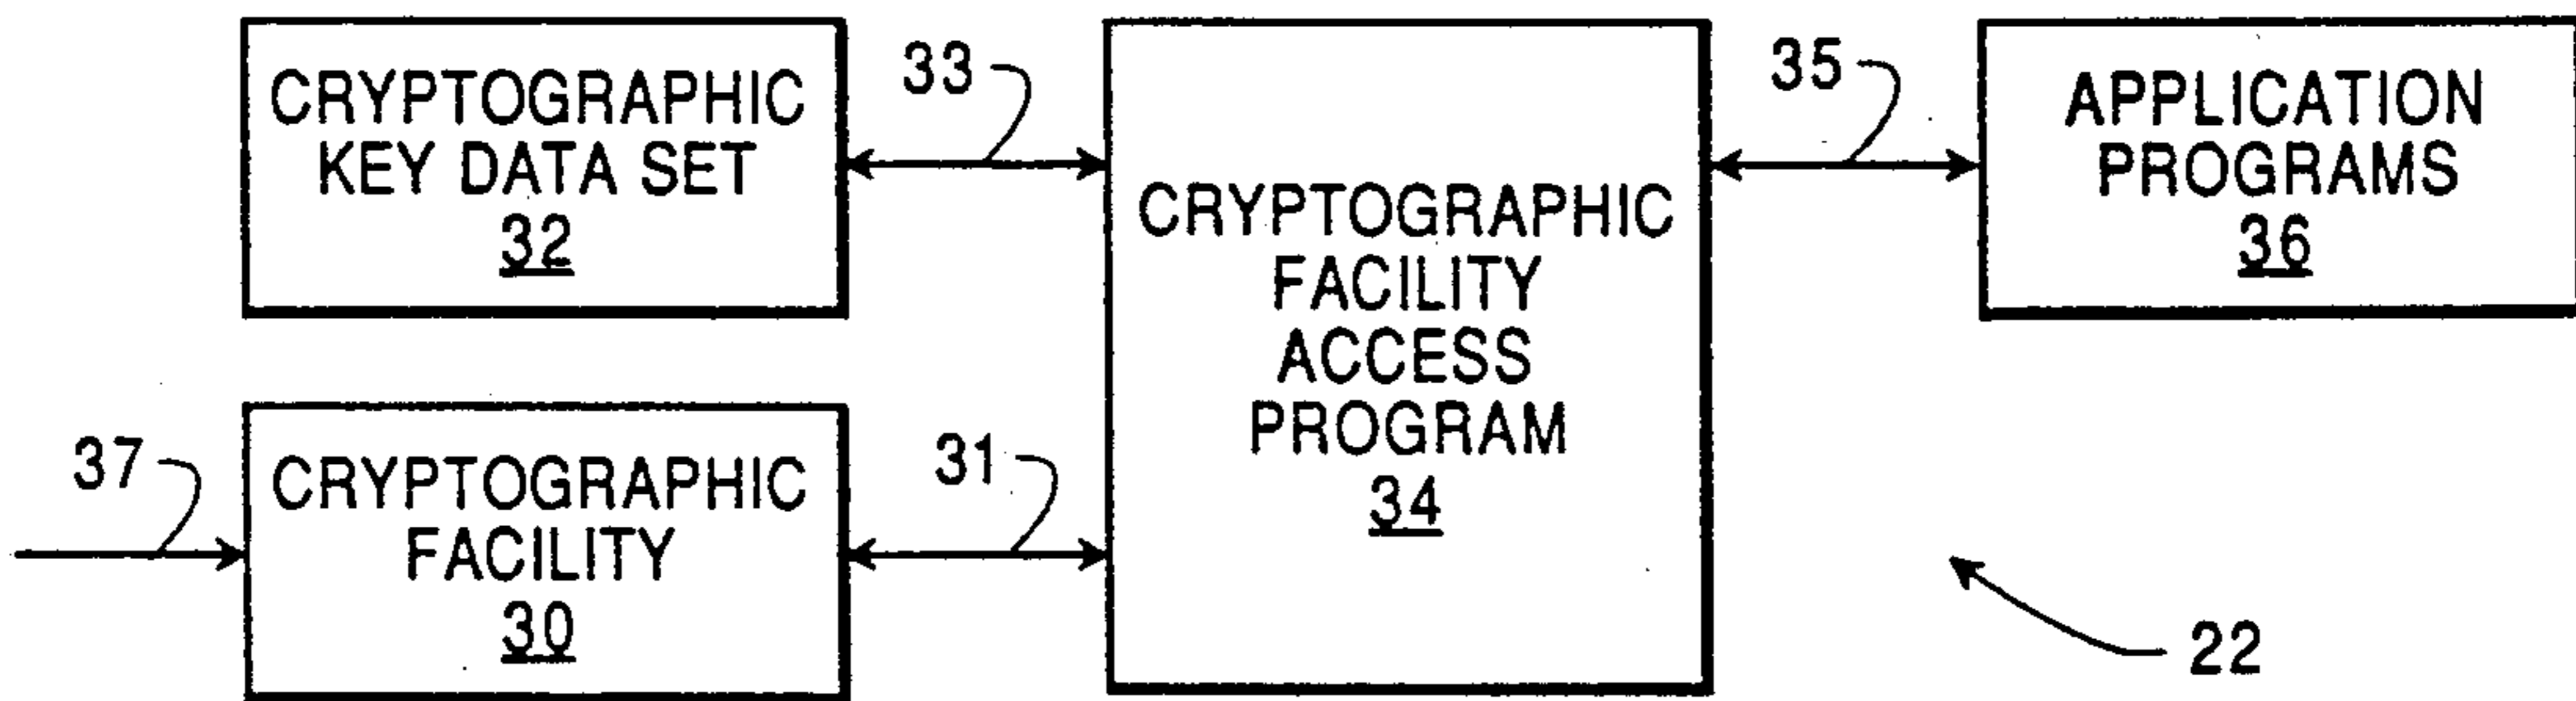 CRYPTOGRAPHIC
KEY DATA SET
32
33
CRYPTOGRAPHIC
FACILITY
ACCESS
PROGRAM
34
35
APPLICATION
PROGRAMS
36
37
CRYPTOGRAPHIC
FACILITY
30
31
22